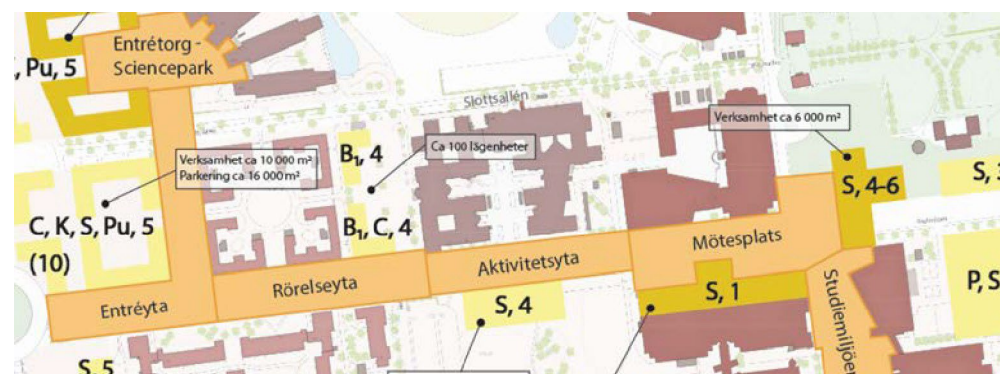 Entrétorg -
Sciencepark
, Pu, 5
Slottsallén
Verksamhet ca 6 000 m²
Verksamhet ca 10 000 m²
Parkering ca 16 000 m²
B₁, 4
Ca 100 lägenheter
S, 4-6
S, 3
C, K, S, Pu, 5
(10)
B₁, C, 4
Mötesplats
Aktivitetsyta
Rörelseyta
Entréyta
S, 4
S, 1
Studiemiljöer
P, S
S, 5